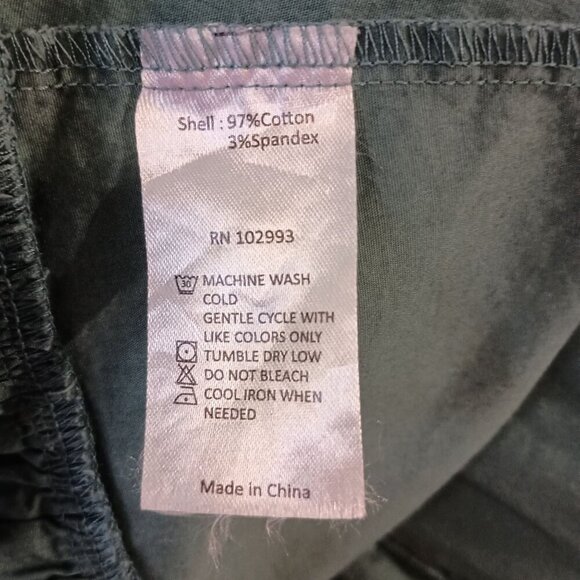 Shell : 97%Cotton
3%Spandex
RN 102993
30
MACHINE WASH
COLD
GENTLE CYCLE WITH
LIKE COLORS ONLY
TUMBLE DRY LOW
DO NOT BLEACH
COOL IRON WHEN
NEEDED
Made in China